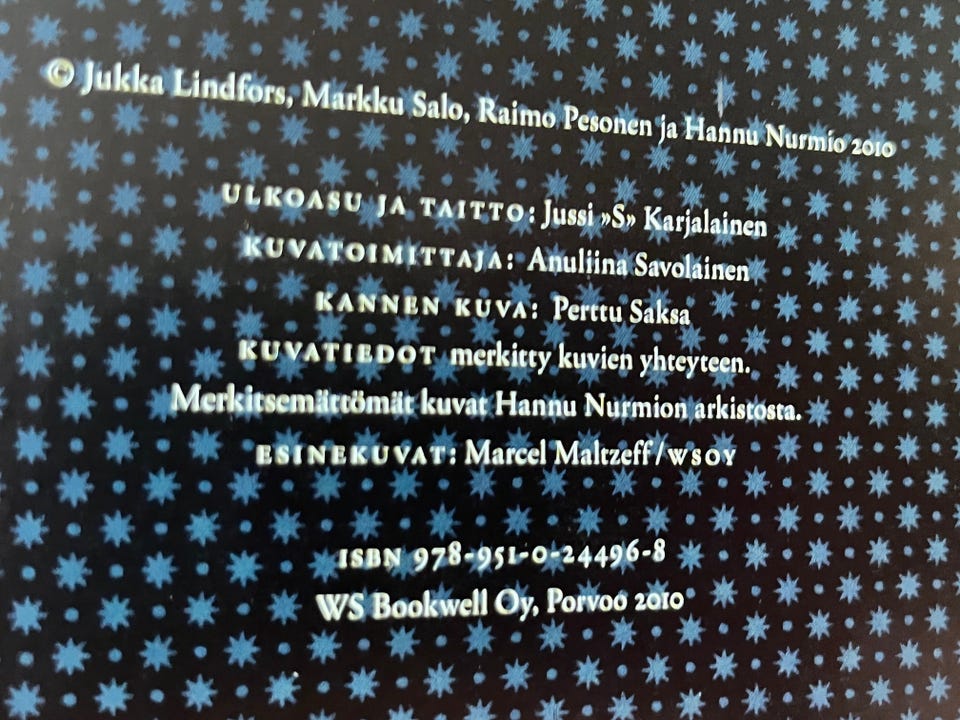 © Jukka Lindfors, Markku Salo, Raimo Pesonen ja Hannu Nurmio 2010
ULKOASU JA TAITTO: Jussi »S» Karjalainen
KUVATOIMITTAJA: Anuliina Savolainen
KANNEN KUVA: Perttu Saksa
KUVATIEDOT merkitty kuvien yhteyteen.
Merkitsemättömät kuvat Hannu Nurmion arkistosta.
ESINEKUVAT: Marcel Maltzeff/WSOY
ISBN 978-951-0-24496-8
WS Bookwell Oy, Porvoo 2010